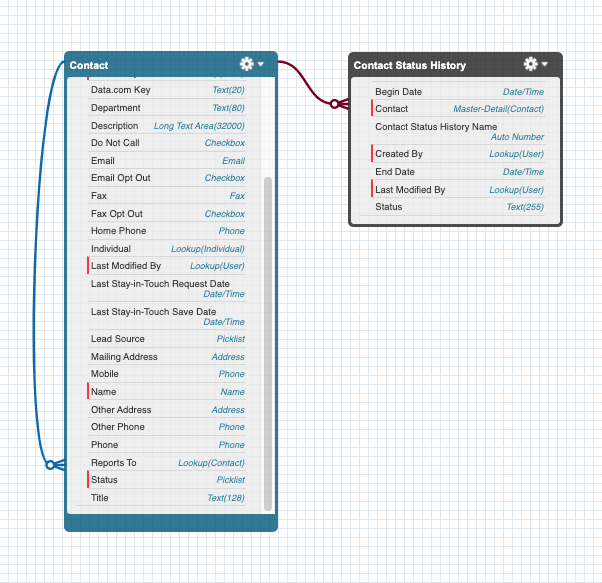 Contact
Data.com Key Text(20)
Department Text(80)
Description Long Text Area(32000)
Do Not Call Checkbox
Email Email
Email Opt Out Checkbox
Fax Fax
Fax Opt Out Checkbox
Home Phone Phone
Individual Lookup(Individual)
Last Modified By Lookup(User)
Last Stay-in-Touch Request Date
Date/Time
Last Stay-in-Touch Save Date
Date/Time
Lead Source Picklist
Mailing Address Address
Mobile Phone
Name Name
Other Address Address
Other Phone Phone
Phone Phone
Reports To Lookup(Contact)
Status Picklist
Title Text(128)
Contact Status History
Begin Date Date/Time
Contact Master-Detail(Contact)
Contact Status History Name
Auto Number
Created By Lookup(User)
End Date Date/Time
Last Modified By Lookup(User)
Status Text(255)